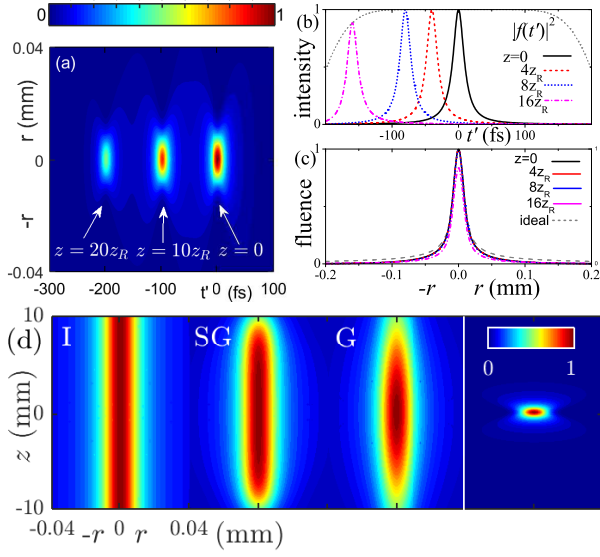 0 1
0.04
(a)
r (mm)
0
-r
-0.04
z = 20z_R z = 10z_R z = 0
-300 -200 -100 0 100
t' (fs)
(b)
intensity
|f(t')|²
z=0
4z_R
8z_R
16z_R
-100 0 100
t' (fs)
(c)
fluence
z=0
4z_R
8z_R
16z_R
ideal
1
0
-0.2 -0.1 0.0 0.1 0.2
-r r (mm)
(d)
I SG G
10
0
-10
z (mm)
0 1
-0.04 -r 0 r 0.04 (mm)